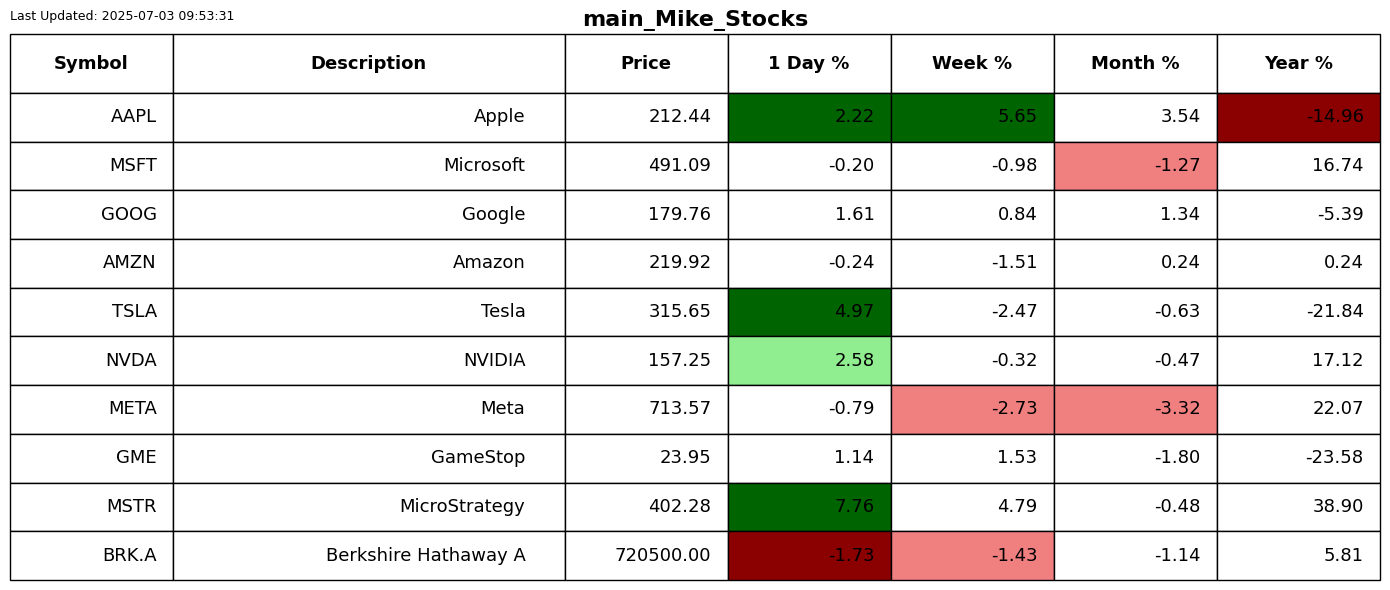 Last Updated: 2025-07-03 09:53:31
main_Mike_Stocks
Symbol Description Price 1 Day % Week % Month % Year %
AAPL Apple 212.44 2.22 5.65 3.54 -14.96
MSFT Microsoft 491.09 -0.20 -0.98 -1.27 16.74
GOOG Google 179.76 1.61 0.84 1.34 -5.39
AMZN Amazon 219.92 -0.24 -1.51 0.24 0.24
TSLA Tesla 315.65 4.97 -2.47 -0.63 -21.84
NVDA NVIDIA 157.25 2.58 -0.32 -0.47 17.12
META Meta 713.57 -0.79 -2.73 -3.32 22.07
GME GameStop 23.95 1.14 1.53 -1.80 -23.58
MSTR MicroStrategy 402.28 7.76 4.79 -0.48 38.90
BRK.A Berkshire Hathaway A 720500.00 -1.73 -1.43 -1.14 5.81